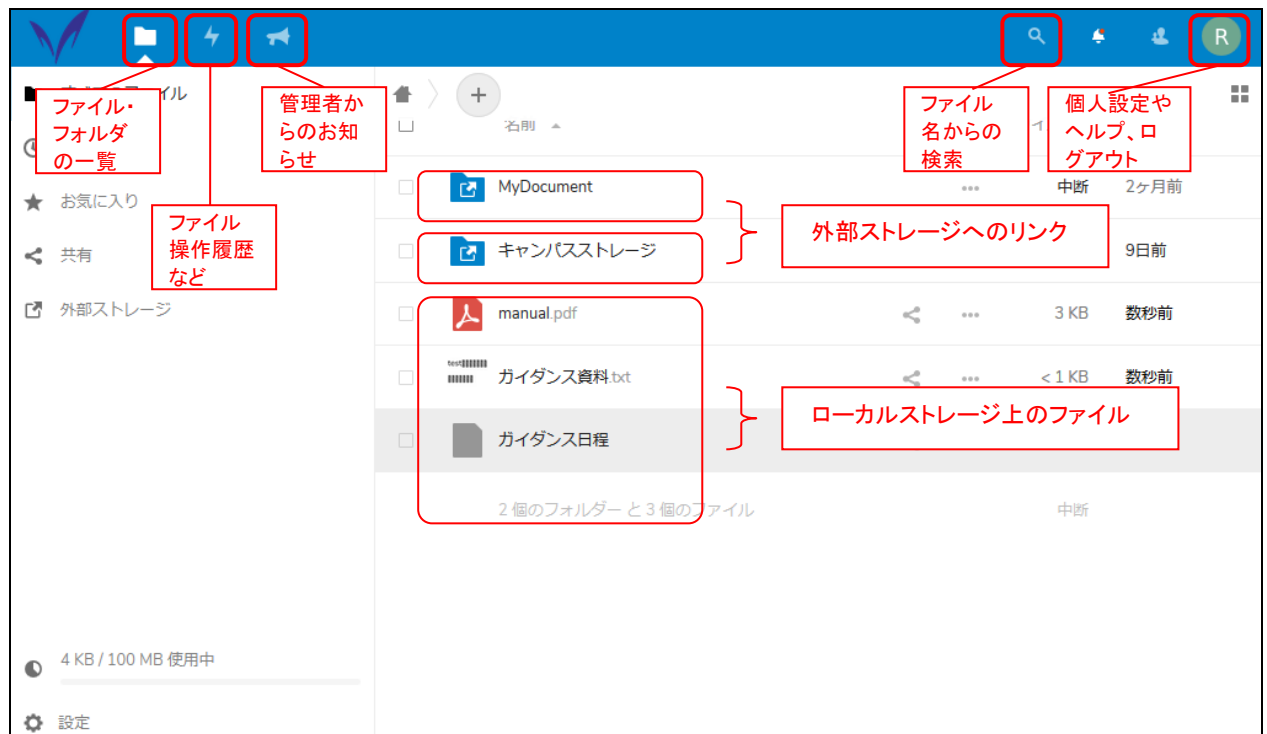 R
ファイル・
フォルダ
の一覧
イル
管理者か
らのお知
らせ
ファイル
名からの
検索
個人設定や
ヘルプ、ロ
グアウト
名前
お気に入り
ファイル
操作履歴
など
共有
外部ストレージ
MyDocument
中断
2ヶ月前
キャンパスストレージ
9日前
外部ストレージへのリンク
manual.pdf
3 KB
数秒前
test
ガイダンス資料.txt
< 1 KB
数秒前
ローカルストレージ上のファイル
ガイダンス日程
2 個のフォルダー と 3 個のファイル
中断
4 KB / 100 MB 使用中
設定